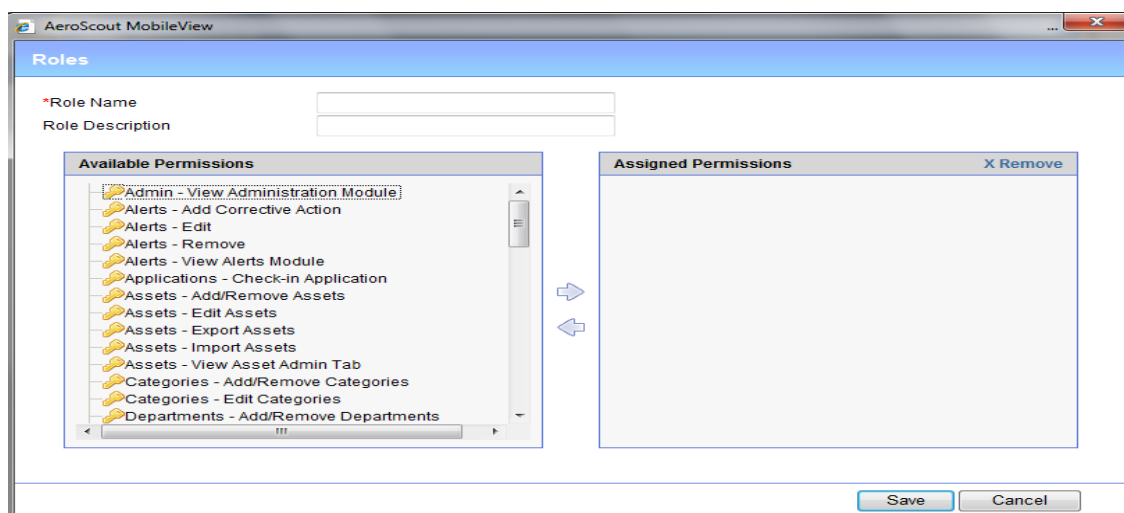 AeroScout MobileView
...
Roles
*Role Name
Role Description
Available Permissions
Admin - View Administration Module
Alerts - Add Corrective Action
Alerts - Edit
Alerts - Remove
Alerts - View Alerts Module
Applications - Check-in Application
Assets - Add/Remove Assets
Assets - Edit Assets
Assets - Export Assets
Assets - Import Assets
Assets - View Asset Admin Tab
Categories - Add/Remove Categories
Categories - Edit Categories
Departments - Add/Remove Departments
Assigned Permissions
X Remove
Save
Cancel